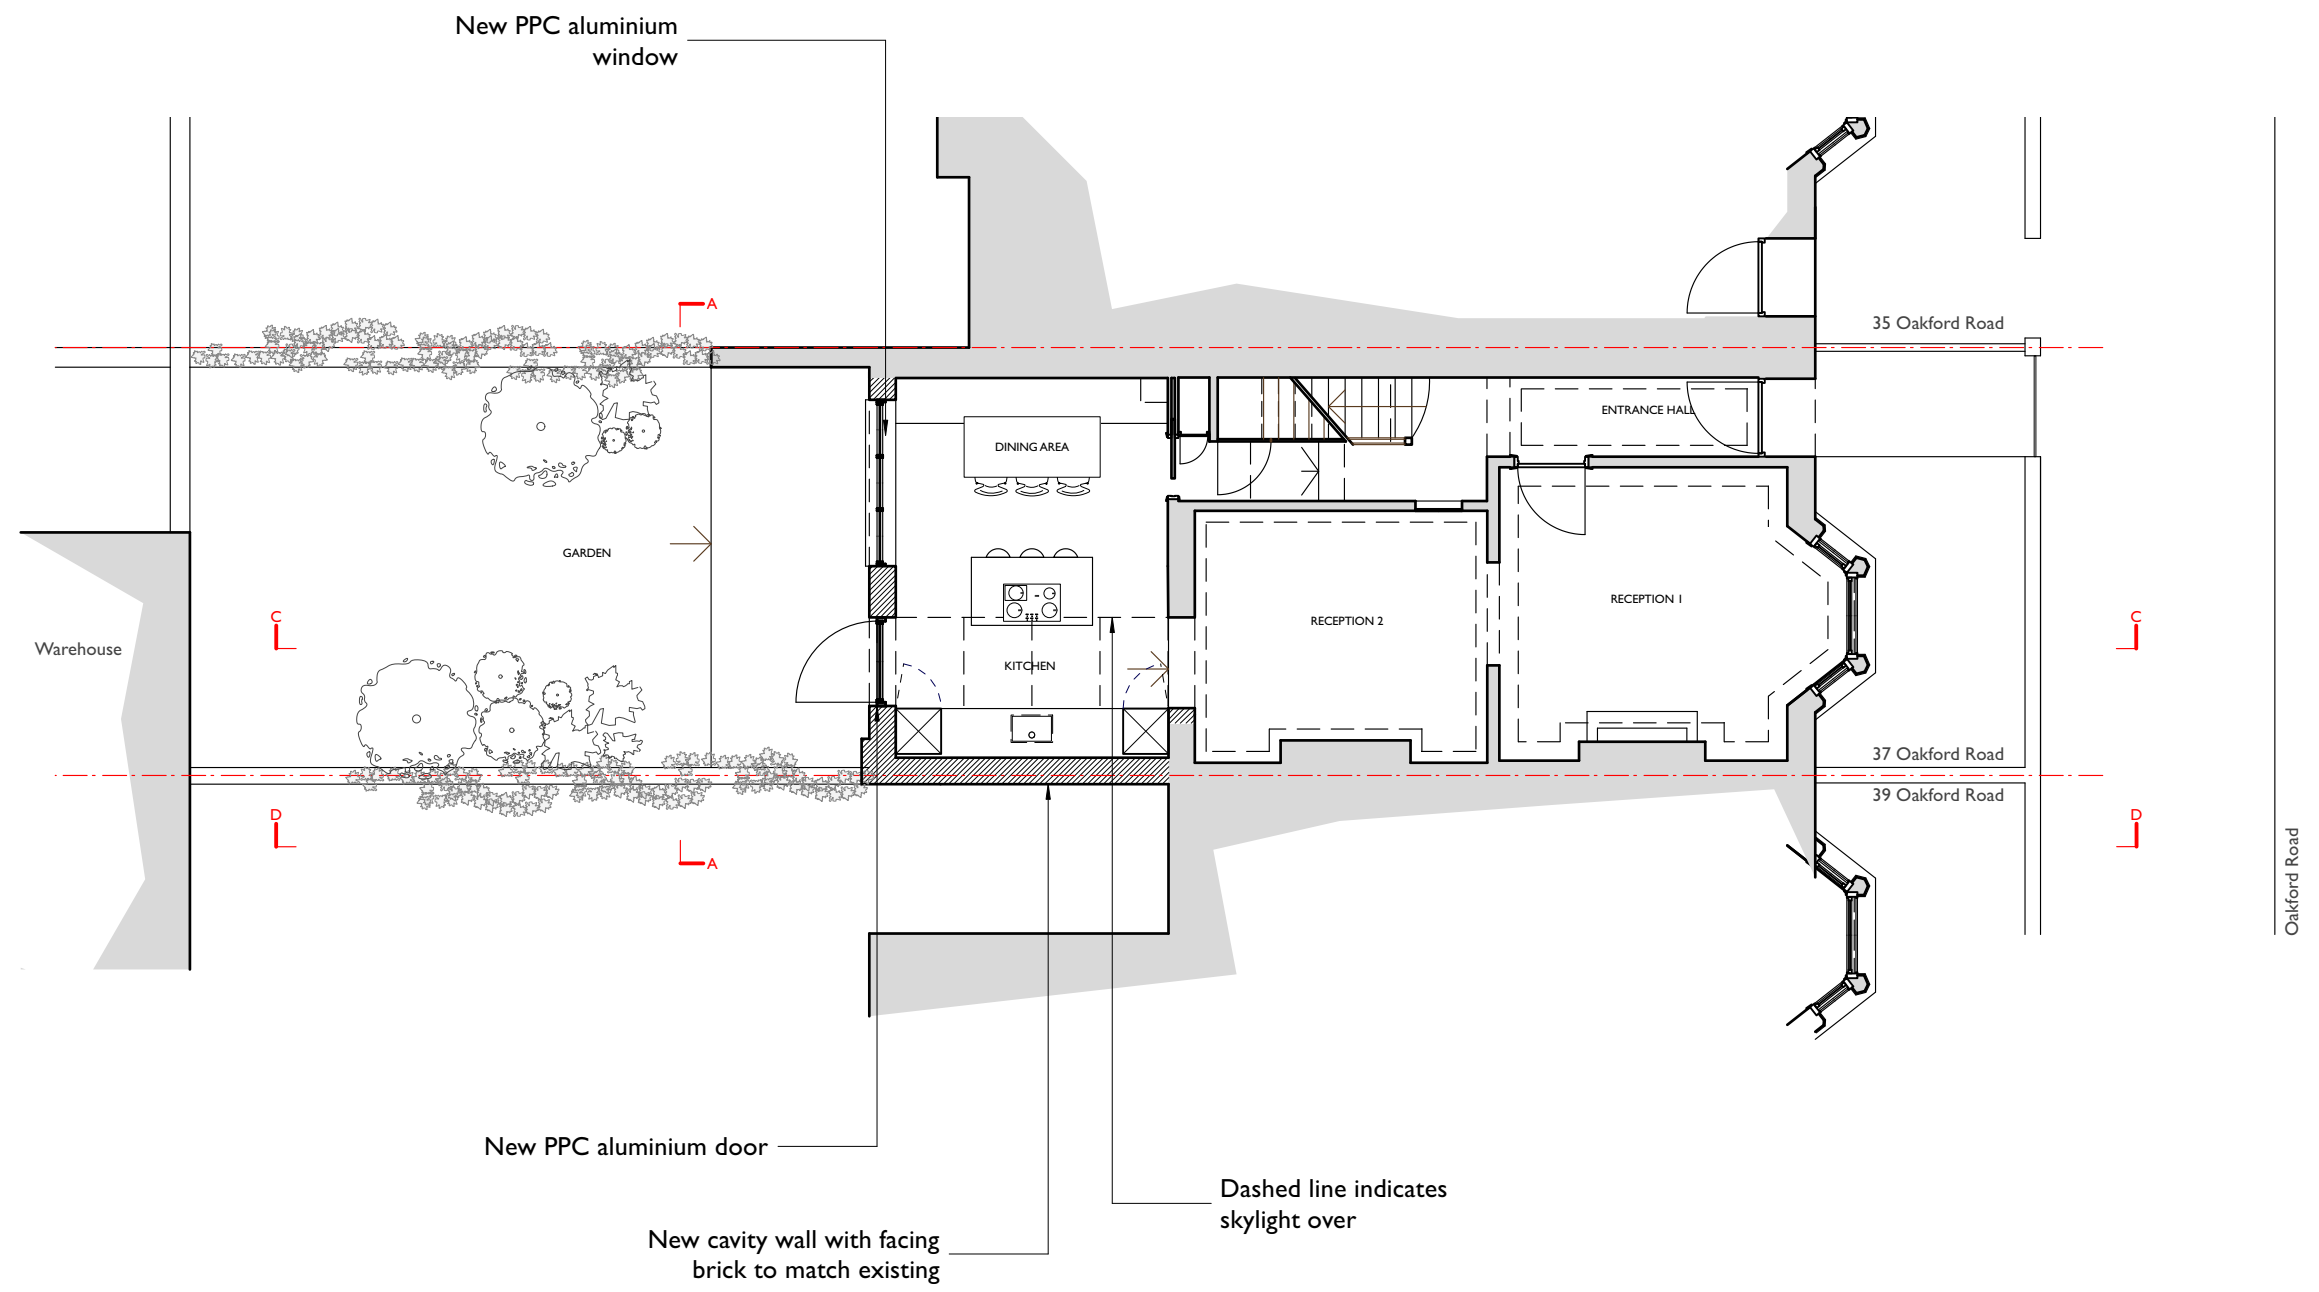 New PPC aluminium
window
A
35 Oakford Road
ENTRANCE HALL
DINING AREA
GARDEN
RECEPTION 1
C
C
RECEPTION 2
Warehouse
KITCHEN
37 Oakford Road
39 Oakford Road
D
D
A
Oakford Road
New PPC aluminium door
Dashed line indicates
skylight over
New cavity wall with facing
brick to match existing